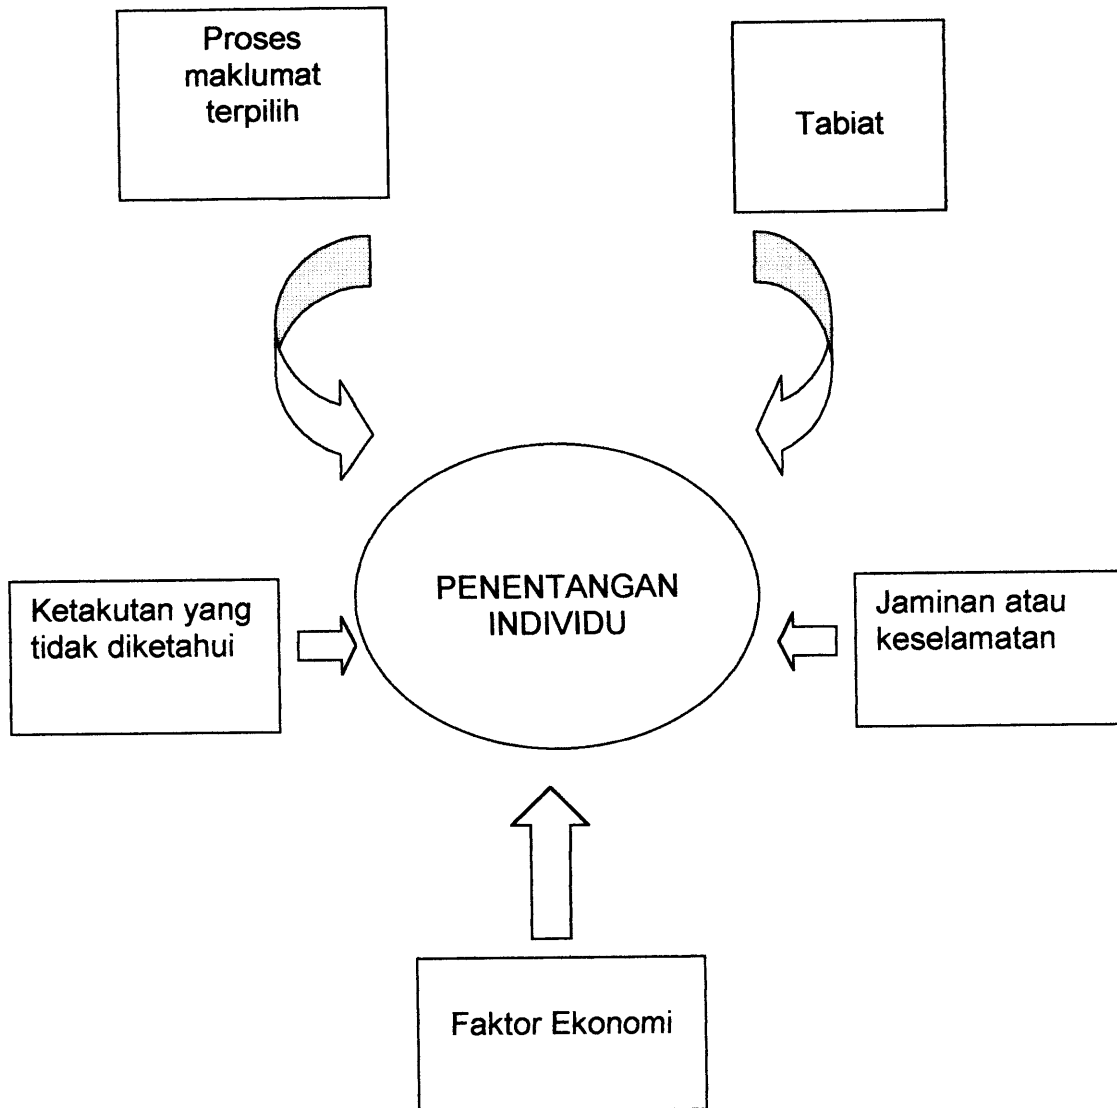 Proses
maklumat
terpilih
Tabiat
PENENTANGAN
INDIVIDU
Ketakutan yang
tidak diketahui
Jaminan atau
keselamatan
Faktor Ekonomi